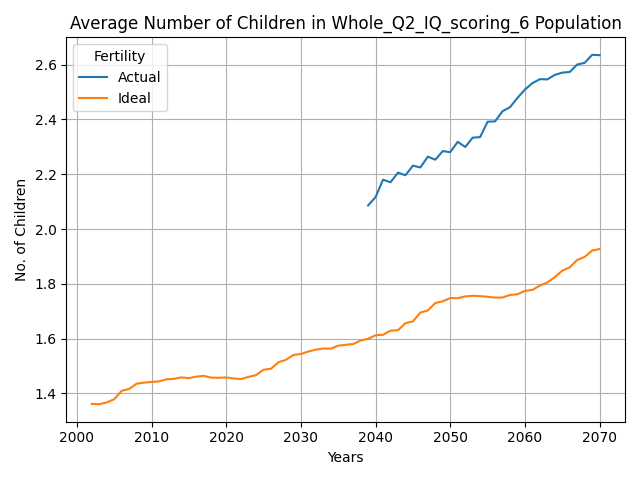 Average Number of Children in Whole_Q2_IQ_scoring_6 Population
Fertility
Actual
Ideal
No. of Children
2.6
2.4
2.2
2.0
1.8
1.6
1.4
2000 2010 2020 2030 2040 2050 2060 2070
Years